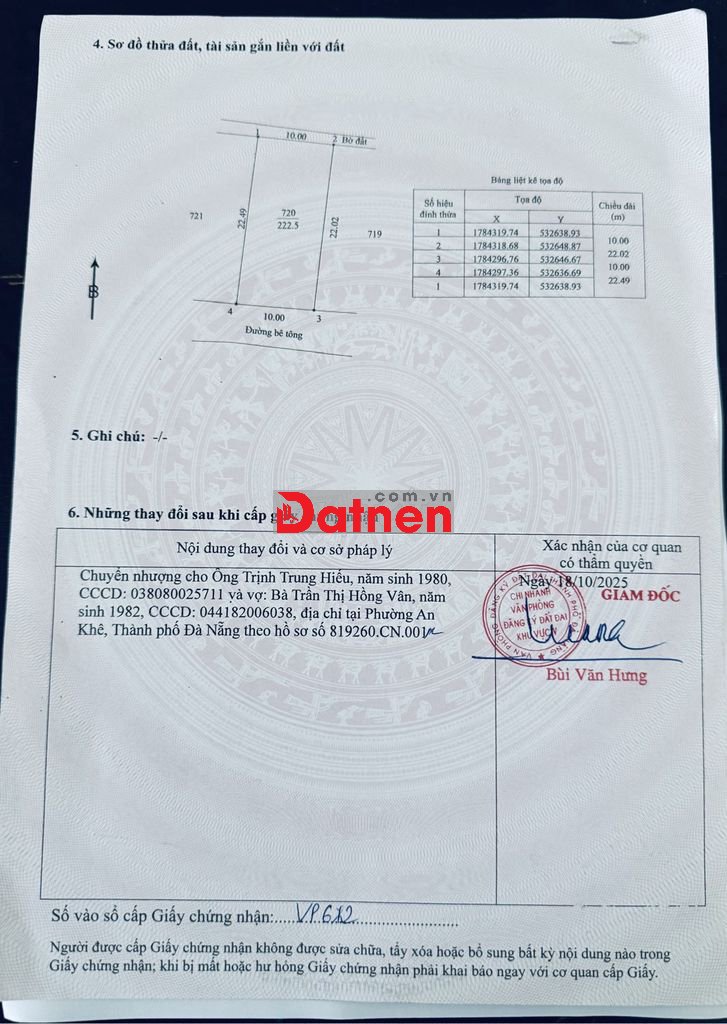 4. Sơ đồ thửa đất, tài sản gắn liền với đất
1
10.00
2
Bờ đất
721
22.49
720
222.5
22.02
719
B
4
10.00
3
Đường bê tông
Bảng liệt kê tọa độ
Số hiệu đỉnh thửa Tọa độ Chiều dài (m)
X Y
1 1784319.74 532638.93
10.00
2 1784318.68 532648.87
22.02
3 1784296.76 532646.67
10.00
4 1784297.36 532636.69
22.49
1 1784319.74 532638.93
5. Ghi chú: -/-
Datnen
.com.vn
6. Những thay đổi sau khi cấp
Nội dung thay đổi và cơ sở pháp lý
Xác nhận của cơ quan
có thẩm quyền
Chuyển nhượng cho Ông Trịnh Trung Hiếu, năm sinh 1980,
CCCD: 038080025711 và vợ: Bà Trần Thị Hồng Vân, năm
sinh 1982, CCCD: 044182006038, địa chỉ tại Phường An
Khê, Thành phố Đà Nẵng theo hồ sơ số 819260.CN.001
Ngày 18/10/2025
GIÁM ĐỐC
CHI NHÁNH
VĂN PHÒNG
ĐĂNG KÝ ĐẤT ĐAI
KHU VỰC
Bùi Văn Hưng
Số vào sổ cấp Giấy chứng nhận:
Người được cấp Giấy chứng nhận không được sửa chữa, tẩy xóa hoặc bổ sung bất kỳ nội dung nào trong
Giấy chứng nhận; khi bị mất hoặc hư hỏng Giấy chứng nhận phải khai báo ngay với cơ quan cấp Giấy.